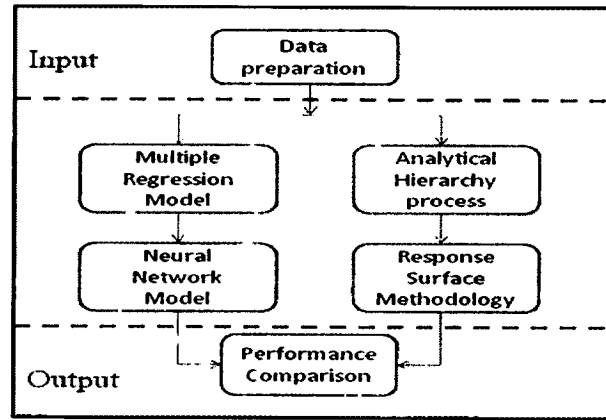 Input
Data
preparation
Multiple
Regression
Model
Analytical
Hierarchy
process
Neural
Network
Model
Response
Surface
Methodology
Output
Performance
Comparison